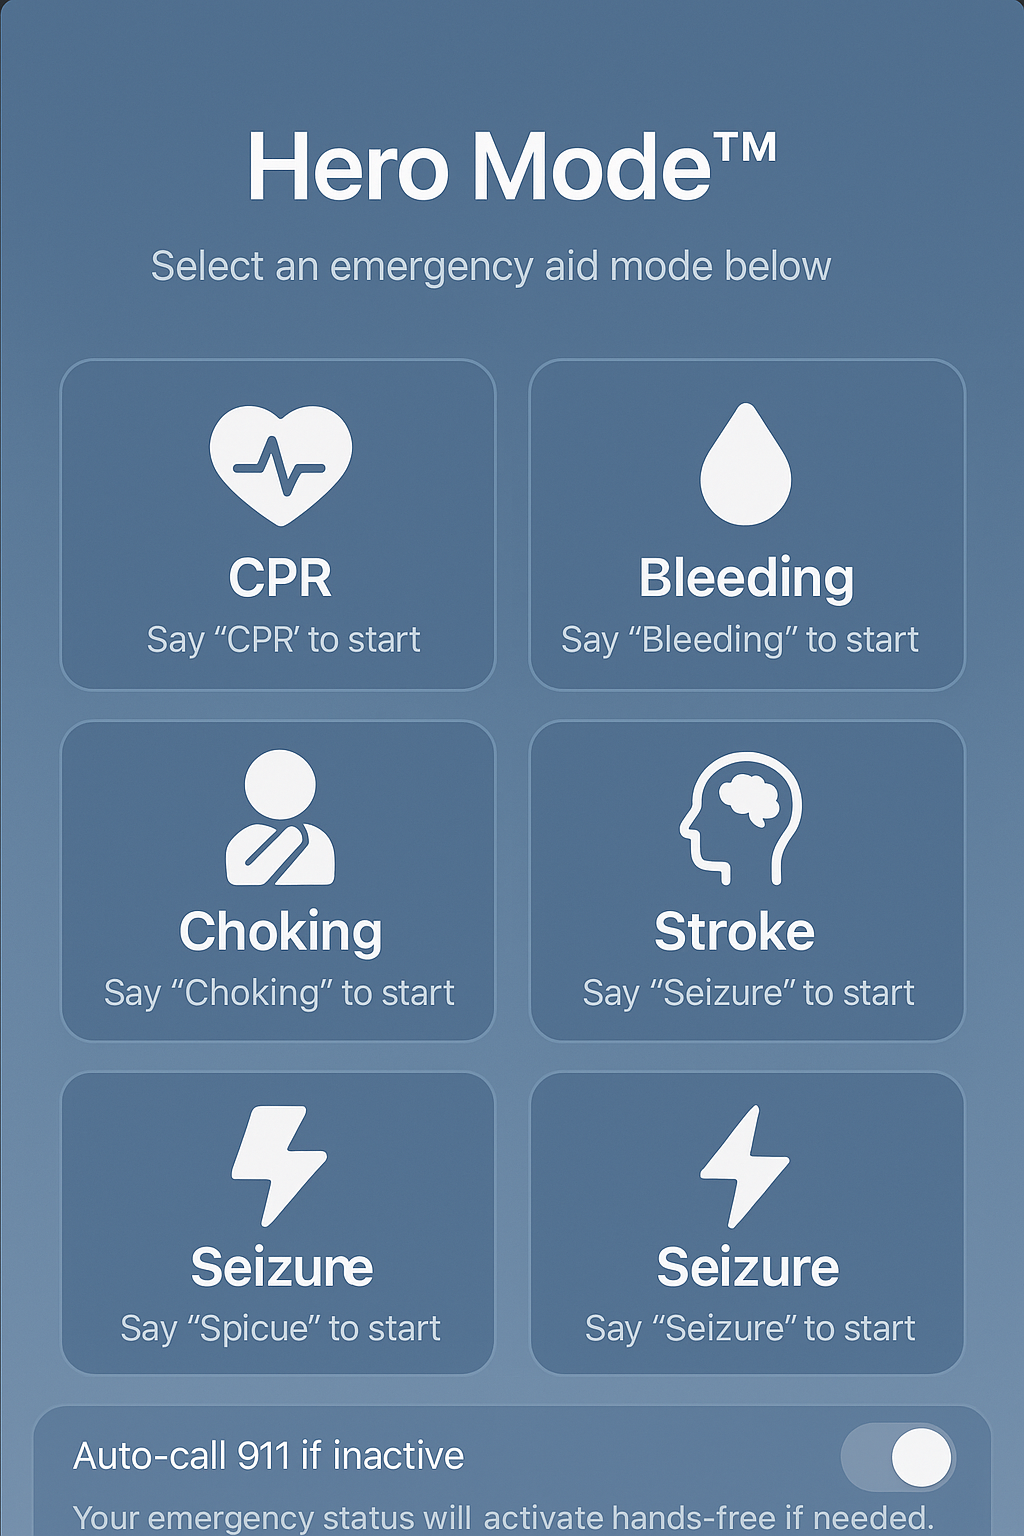 Hero Mode™
Select an emergency aid mode below
CPR
Say “CPR’ to start
Bleeding
Say “Bleeding” to start
Choking
Say “Choking” to start
Stroke
Say “Seizure” to start
Seizure
Say “Spicue” to start
Seizure
Say “Seizure” to start
Auto-call 911 if inactive
Your emergency status will activate hands-free if needed.